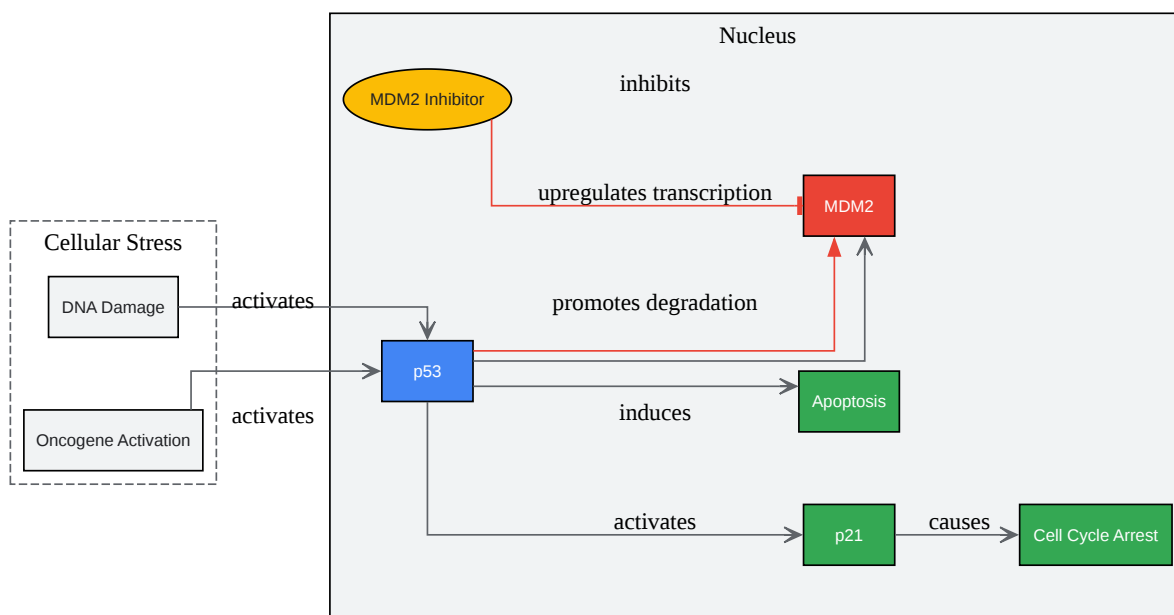 Nucleus
inhibits
MDM2 Inhibitor
upregulates transcription
MDM2
Cellular Stress
DNA Damage
activates
promotes degradation
p53
Apoptosis
induces
activates
Oncogene Activation
activates
p21
causes
Cell Cycle Arrest